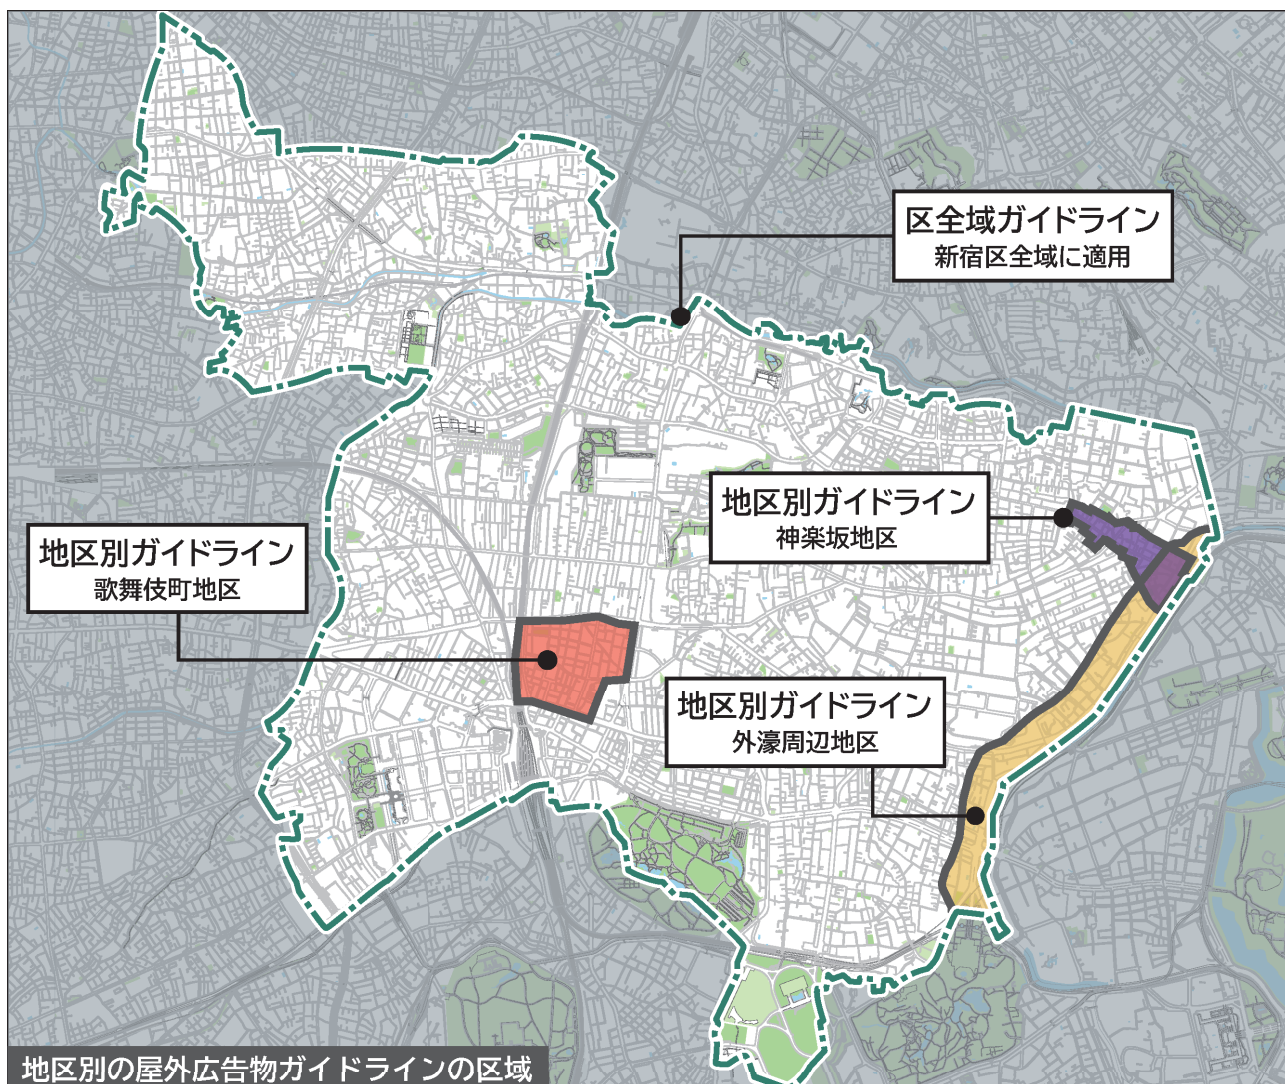 区全域ガイドライン
新宿区全域に適用
地区別ガイドライン
神楽坂地区
地区別ガイドライン
歌舞伎町地区
地区別ガイドライン
外濠周辺地区
地区別の屋外広告物ガイドラインの区域